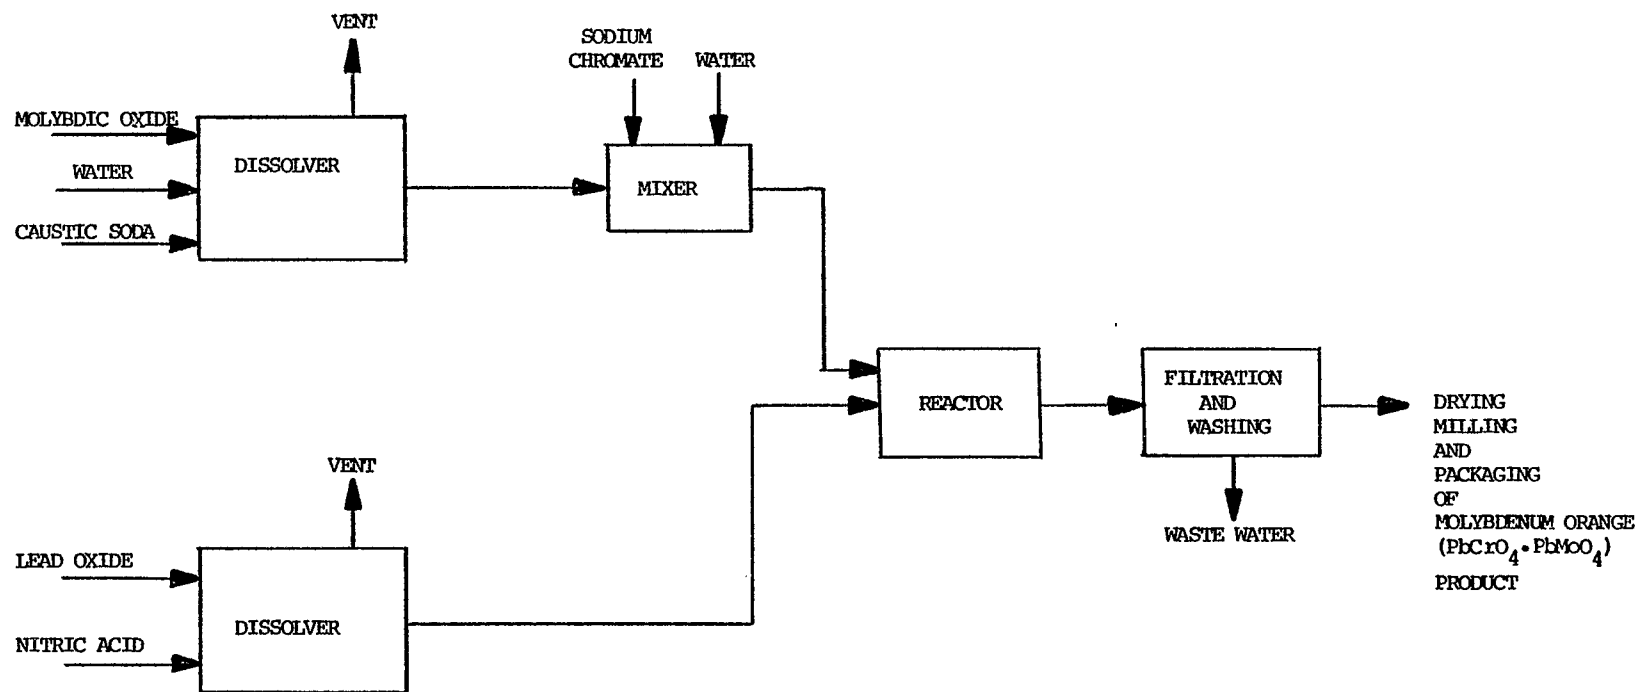 VENT
SODIUM
CHROMATE
WATER
MOLYBDIC OXIDE
WATER
CAUSTIC SODA
DISSOLVER
MIXER
REACTOR
FILTRATION
AND
WASHING
WASTE WATER
DRYING
MILLING
AND
PACKAGING
OF
MOLYBDENUM ORANGE
(PbCrO₄•PbMoO₄)
PRODUCT
VENT
LEAD OXIDE
NITRIC ACID
DISSOLVER